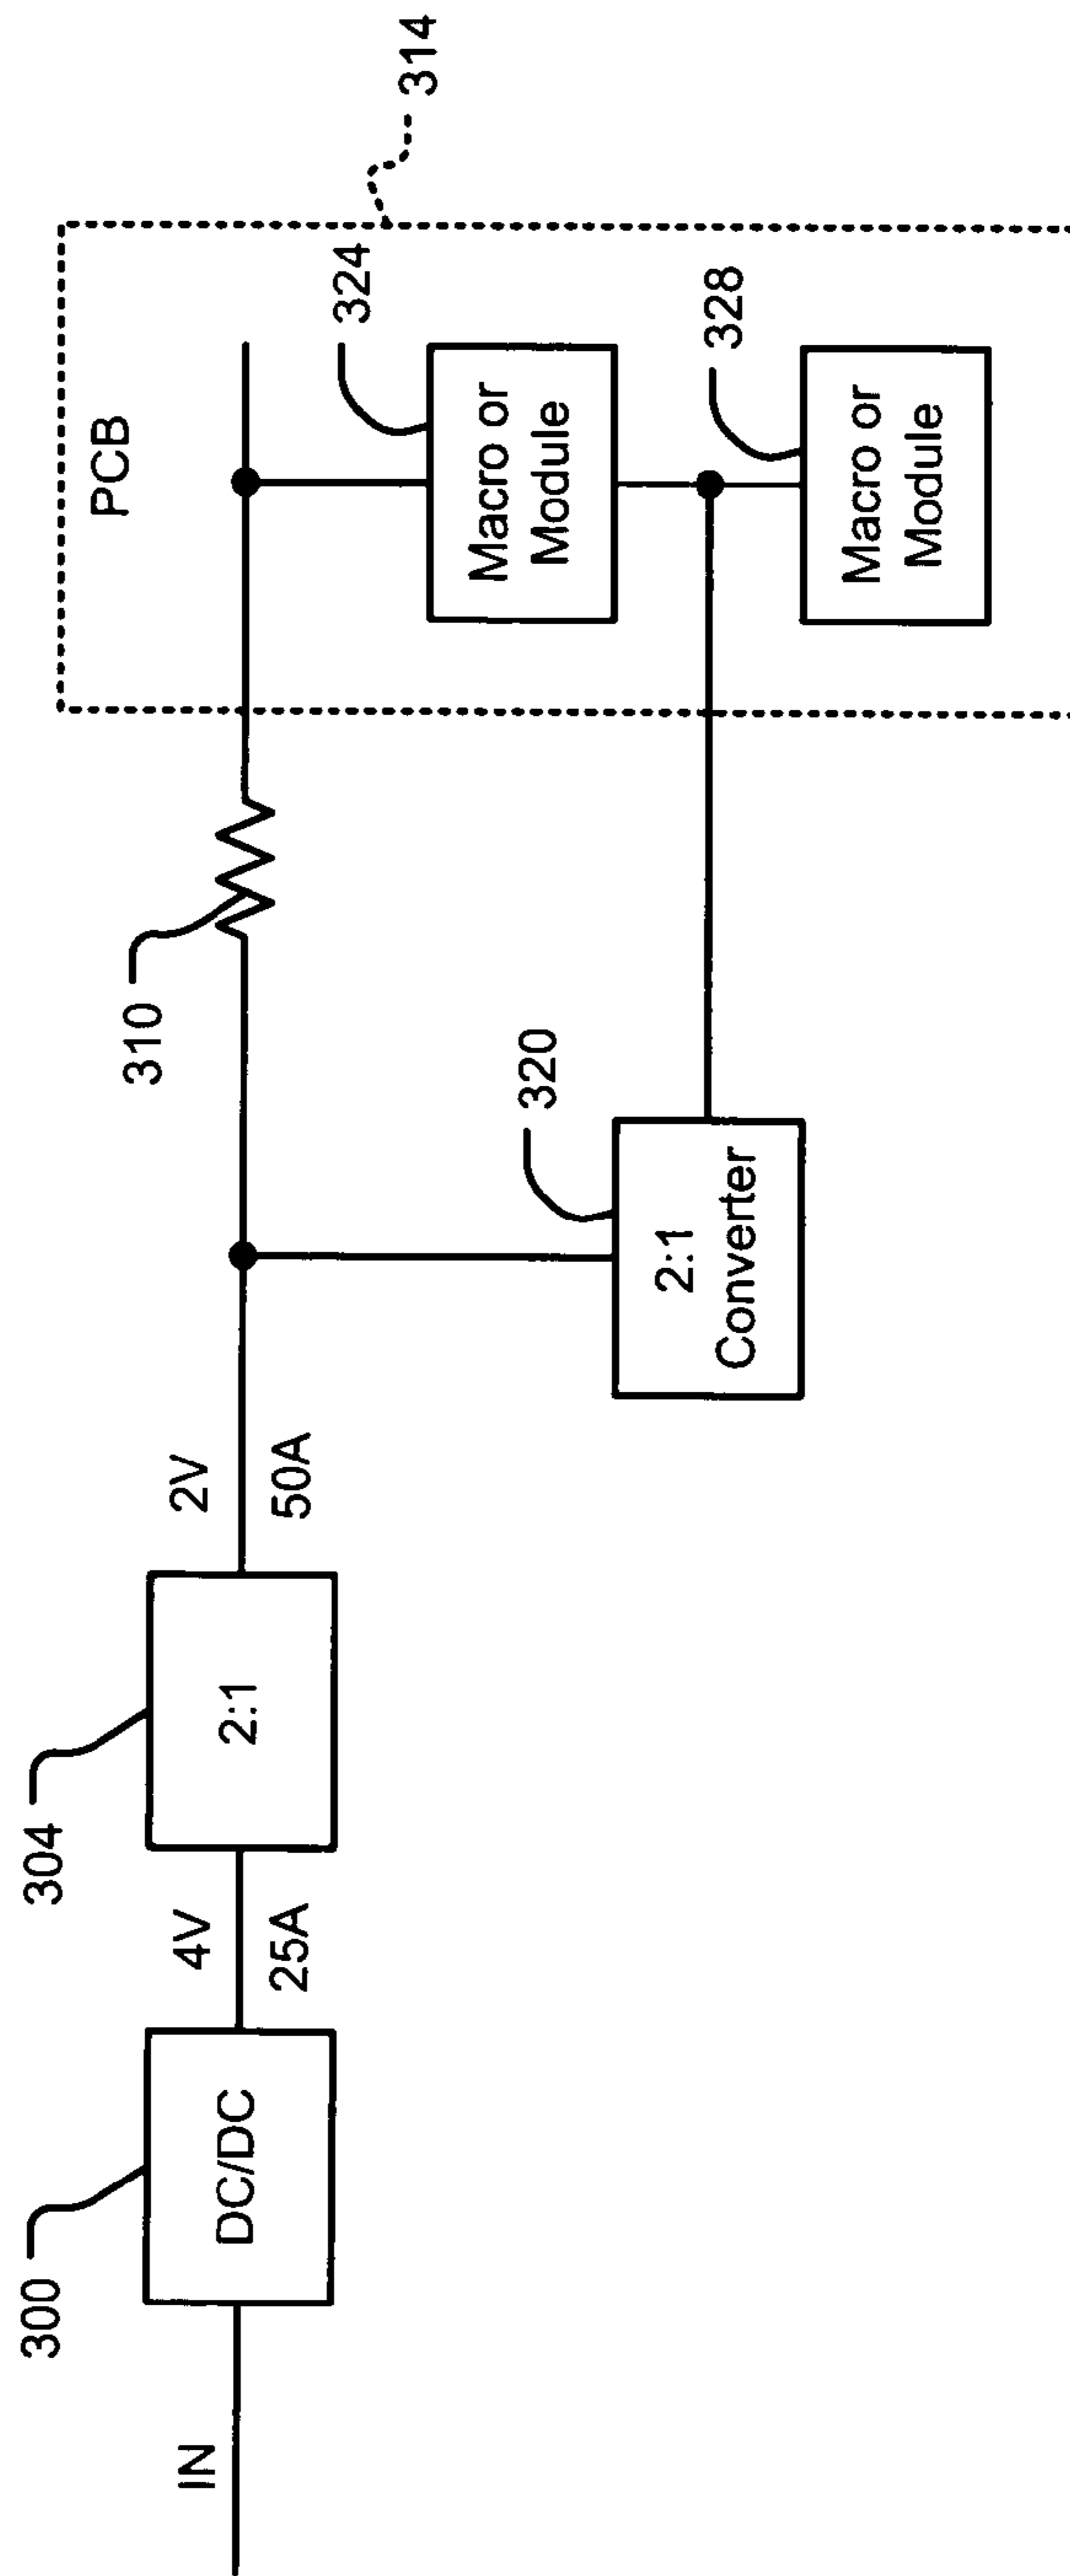 IN
300
DC/DC
4V
25A
304
2:1
2V
50A
310
320
2:1
Converter
314
PCB
324
Macro or
Module
328
Macro or
Module